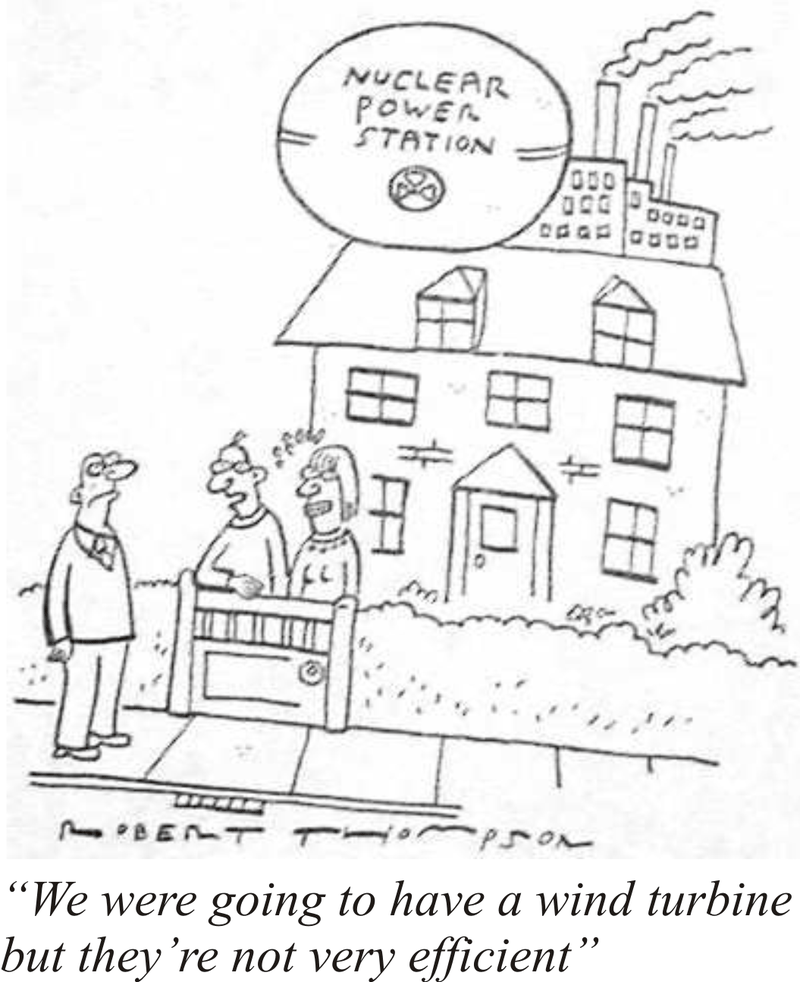 NUCLEAR
POWER
STATION
ROBERT THOMPSON
“We were going to have a wind turbine
but they’re not very efficient”